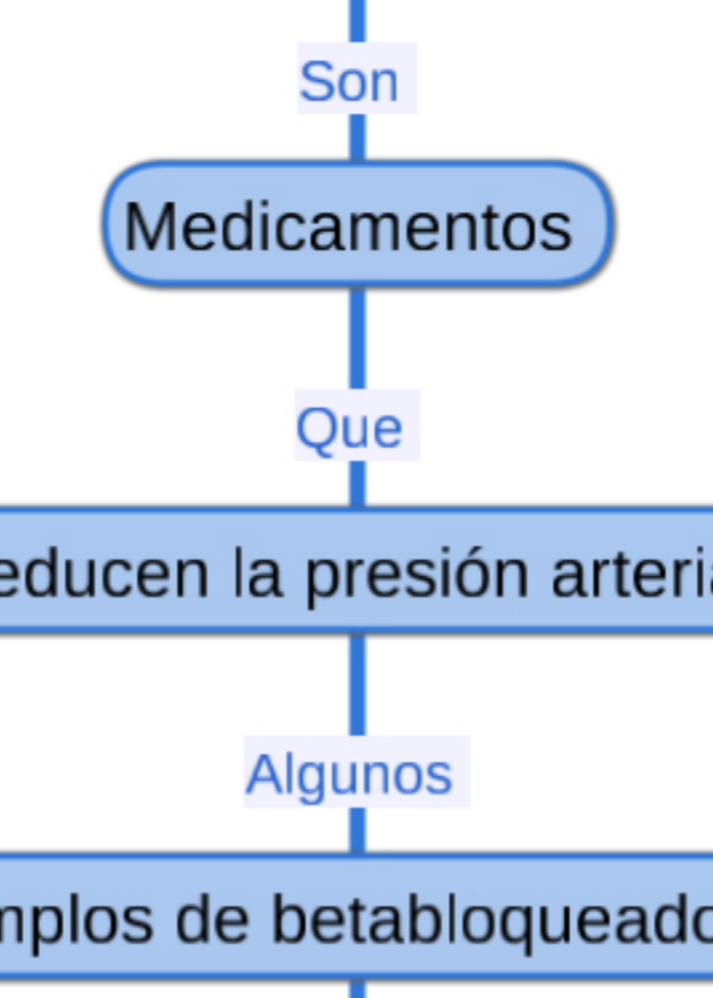 Son
Medicamentos
Que
educen la presión arteria
Algunos
mplos de betabloqueado